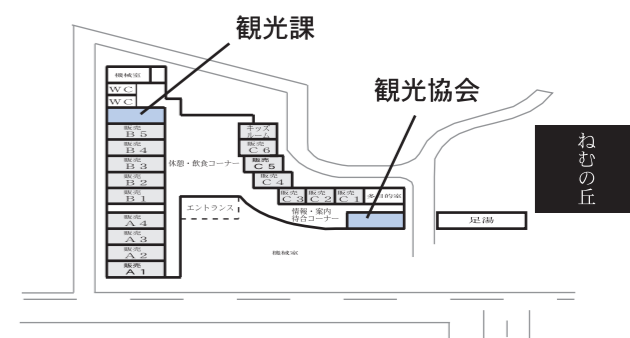 観光課
観光協会
ねむの丘
機械室
WC
WC
販売
B5
販売
B4
販売
B3
販売
B2
販売
B1
販売
A4
販売
A3
販売
A2
販売
A1
休憩・飲食コーナー
エントランス
キッズ
ルーム
販売
C6
販売
C5
販売
C4
販売
C3
販売
C2
販売
C1
多目的室
情報・案内
待合コーナー
足湯
機械室